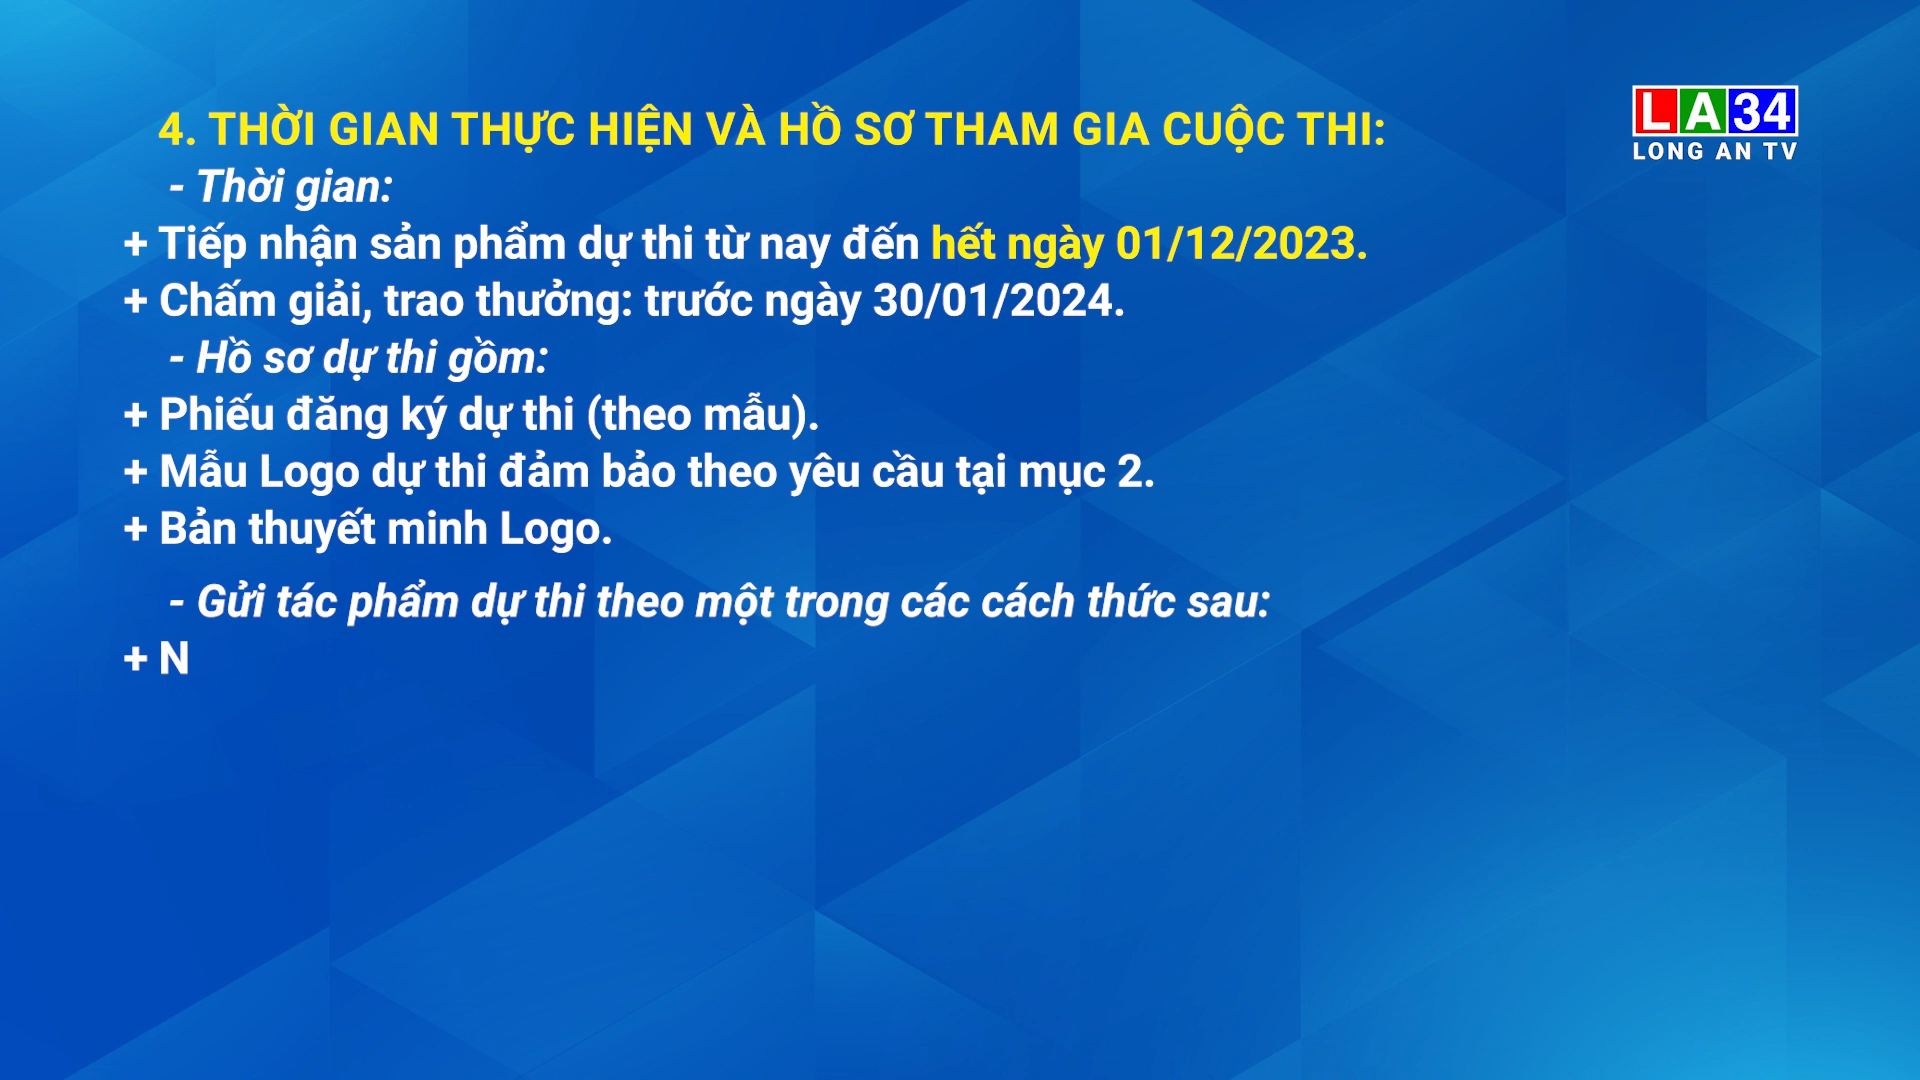 4. THỜI GIAN THỰC HIỆN VÀ HỒ SƠ THAM GIA CUỘC THI:
LA34
LONG AN TV
- Thời gian:
+ Tiếp nhận sản phẩm dự thi từ nay đến hết ngày 01/12/2023.
+ Chấm giải, trao thưởng: trước ngày 30/01/2024.
- Hồ sơ dự thi gồm:
+ Phiếu đăng ký dự thi (theo mẫu).
+ Mẫu Logo dự thi đảm bảo theo yêu cầu tại mục 2.
+ Bản thuyết minh Logo.
- Gửi tác phẩm dự thi theo một trong các cách thức sau:
+ N